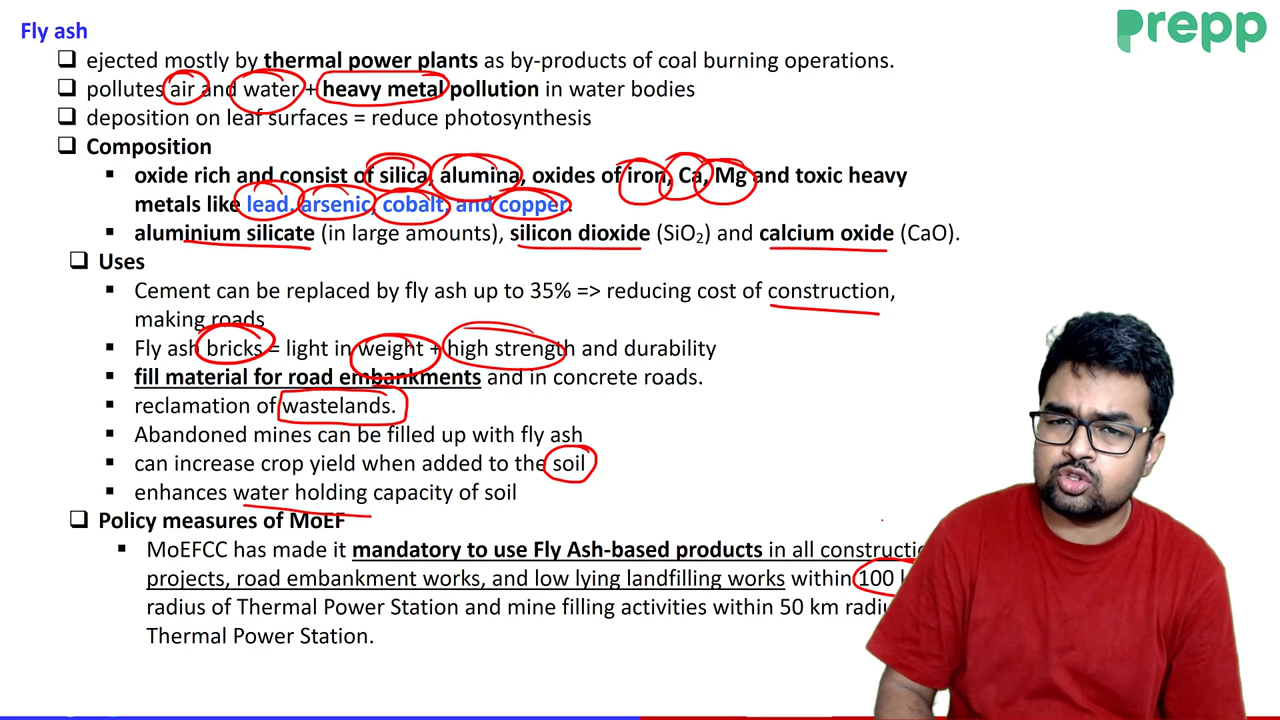 prepp
Fly ash
❑ ejected mostly by thermal power plants as by-products of coal burning operations.
❑ pollutes air and water + heavy metal pollution in water bodies
❑ deposition on leaf surfaces = reduce photosynthesis
❑ Composition
▪ oxide rich and consist of silica, alumina, oxides of iron, Ca, Mg and toxic heavy
metals like lead, arsenic, cobalt, and copper.
▪ aluminium silicate (in large amounts), silicon dioxide (SiO₂) and calcium oxide (CaO).
❑ Uses
▪ Cement can be replaced by fly ash up to 35% => reducing cost of construction,
making roads
▪ Fly ash bricks = light in weight + high strength and durability
▪ fill material for road embankments and in concrete roads.
▪ reclamation of wastelands.
▪ Abandoned mines can be filled up with fly ash
▪ can increase crop yield when added to the soil
▪ enhances water holding capacity of soil
❑ Policy measures of MoEF
▪ MoEFCC has made it mandatory to use Fly Ash-based products in all
projects, road embankment works, and low lying landfilling works within 100
radius of Thermal Power Station and mine filling activities within 50 km
Thermal Power Station.